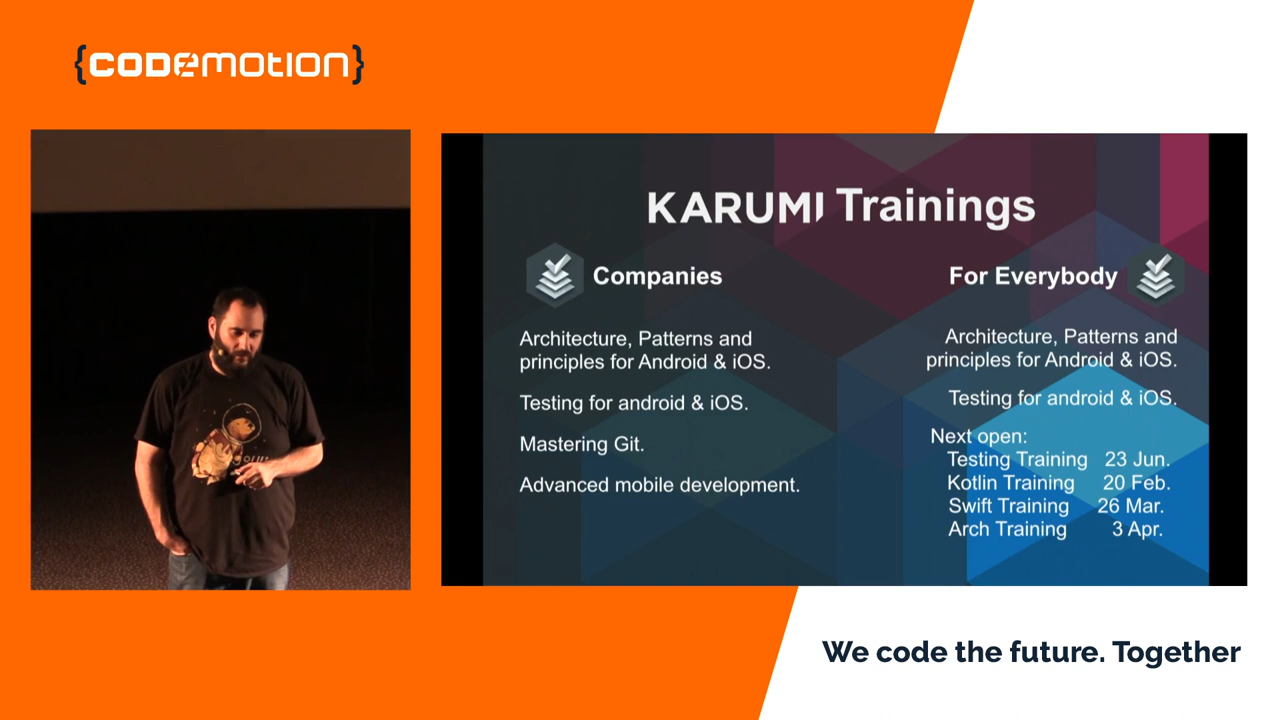 {CODEMOTION}
KARUMI Trainings
Companies
Architecture, Patterns and
principles for Android & iOS.
Testing for android & iOS.
Mastering Git.
Advanced mobile development.
For Everybody
Architecture, Patterns and
principles for Android & iOS.
Testing for android & iOS.
Next open:
Testing Training 23 Jun.
Kotlin Training 20 Feb.
Swift Training 26 Mar.
Arch Training 3 Apr.
We code the future. Together